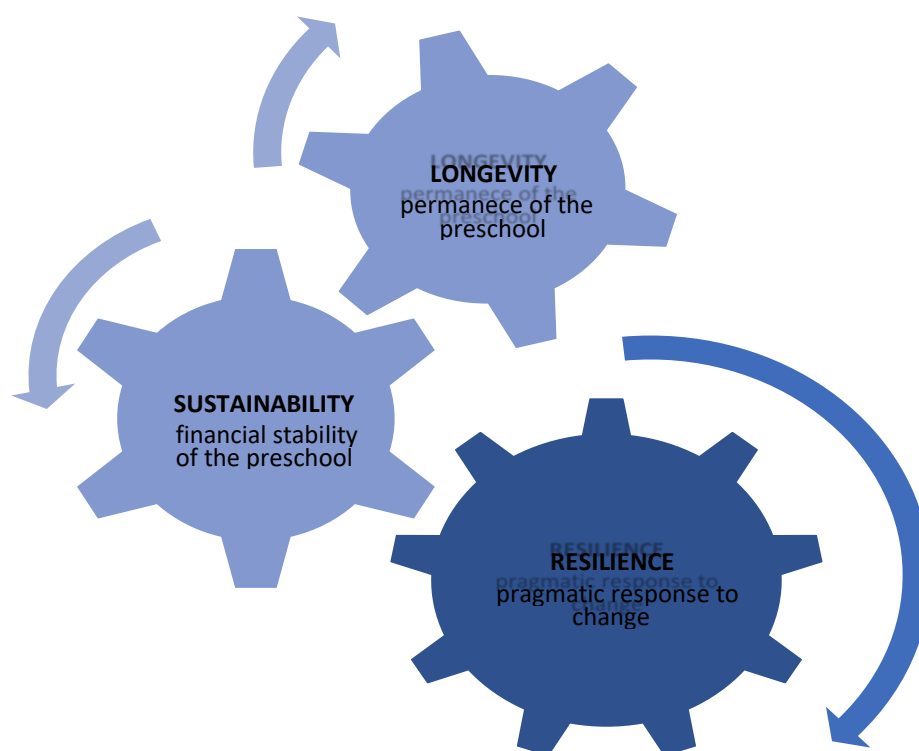 LONGEVITY
permanece of the
preschool
SUSTAINABILITY
financial stability
of the preschool
RESILIENCE
pragmatic response to
change